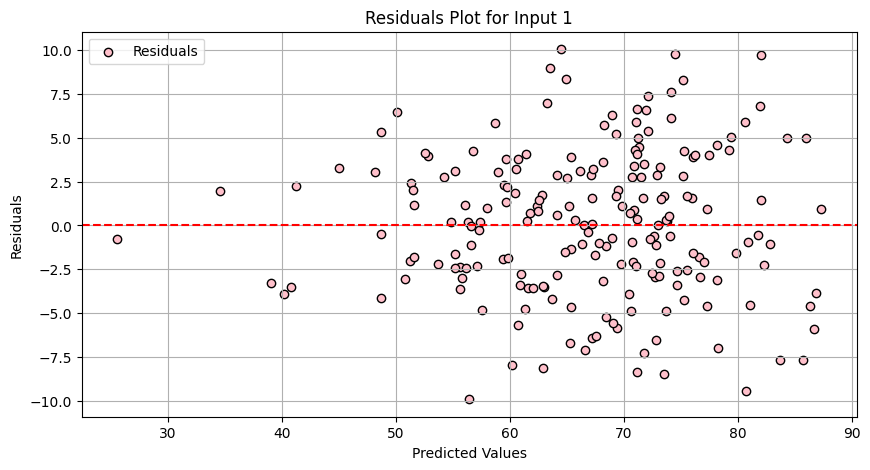 Residuals Plot for Input 1
Residuals
10.0
7.5
5.0
2.5
0.0
−2.5
−5.0
−7.5
−10.0
Residuals
30 40 50 60 70 80 90
Predicted Values